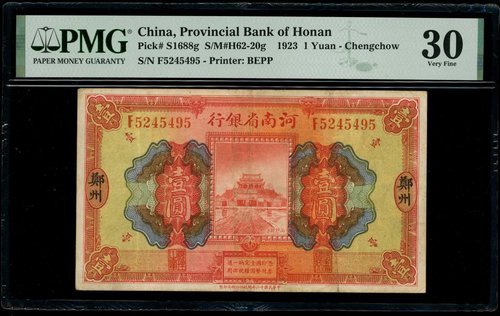 PMG
PAPER MONEY GUARANTY
China, Provincial Bank of Honan
Pick# S1688g S/M#H62-20g 1923 1 Yuan - Chengchow
S/N F5245495 - Printer: BEPP
30
Very Fine
壹
行銀省南河
壹
F5245495
F5245495
鄭州
壹圓
壹圓
鄭州